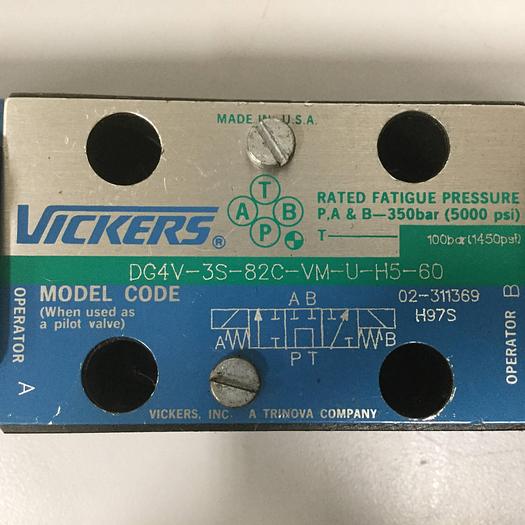 MADE IN U.S.A.
T
A B
P
VICKERS®
RATED FATIGUE PRESSURE
P,A & B—350bar (5000 psi)
T— 100bar(1450psi)
DG4V-3S-82C-VM-U-H5-60
OPERATOR A
MODEL CODE
(When used as
a pilot valve)
A B
A B
P T
02-311369
H97S
OPERATOR B
VICKERS, INC. A TRINOVA COMPANY